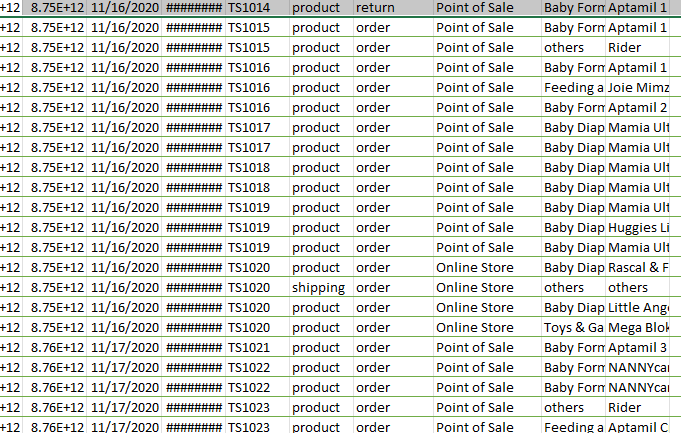 +12 8.75E+12 11/16/2020 ######## TS1014 product return Point of Sale Baby Form Aptamil 1
+12 8.75E+12 11/16/2020 ######## TS1015 product order Point of Sale Baby Form Aptamil 1
+12 8.75E+12 11/16/2020 ######## TS1015 product order Point of Sale others Rider
+12 8.75E+12 11/16/2020 ######## TS1016 product order Point of Sale Baby Form Aptamil 1
+12 8.75E+12 11/16/2020 ######## TS1016 product order Point of Sale Feeding a Joie Mimz
+12 8.75E+12 11/16/2020 ######## TS1016 product order Point of Sale Baby Form Aptamil 2
+12 8.75E+12 11/16/2020 ######## TS1017 product order Point of Sale Baby Diap Mamia Ult
+12 8.75E+12 11/16/2020 ######## TS1017 product order Point of Sale Baby Diap Mamia Ult
+12 8.75E+12 11/16/2020 ######## TS1018 product order Point of Sale Baby Diap Mamia Ult
+12 8.75E+12 11/16/2020 ######## TS1018 product order Point of Sale Baby Diap Mamia Ult
+12 8.75E+12 11/16/2020 ######## TS1019 product order Point of Sale Baby Diap Mamia Ult
+12 8.75E+12 11/16/2020 ######## TS1019 product order Point of Sale Baby Diap Huggies Li
+12 8.75E+12 11/16/2020 ######## TS1019 product order Point of Sale Baby Diap Mamia Ult
+12 8.75E+12 11/16/2020 ######## TS1020 product order Online Store Baby Diap Rascal & F
+12 8.75E+12 11/16/2020 ######## TS1020 shipping order Online Store others others
+12 8.75E+12 11/16/2020 ######## TS1020 product order Online Store Baby Diap Little Ange
+12 8.75E+12 11/16/2020 ######## TS1020 product order Online Store Toys & Ga Mega Blok
+12 8.76E+12 11/17/2020 ######## TS1021 product order Point of Sale Baby Form Aptamil 3
+12 8.76E+12 11/17/2020 ######## TS1022 product order Point of Sale Baby Form NANNYcar
+12 8.76E+12 11/17/2020 ######## TS1022 product order Point of Sale Baby Form NANNYcar
+12 8.76E+12 11/17/2020 ######## TS1023 product order Point of Sale others Rider
+12 8.76E+12 11/17/2020 ######## TS1023 product order Point of Sale Feeding a Aptamil C